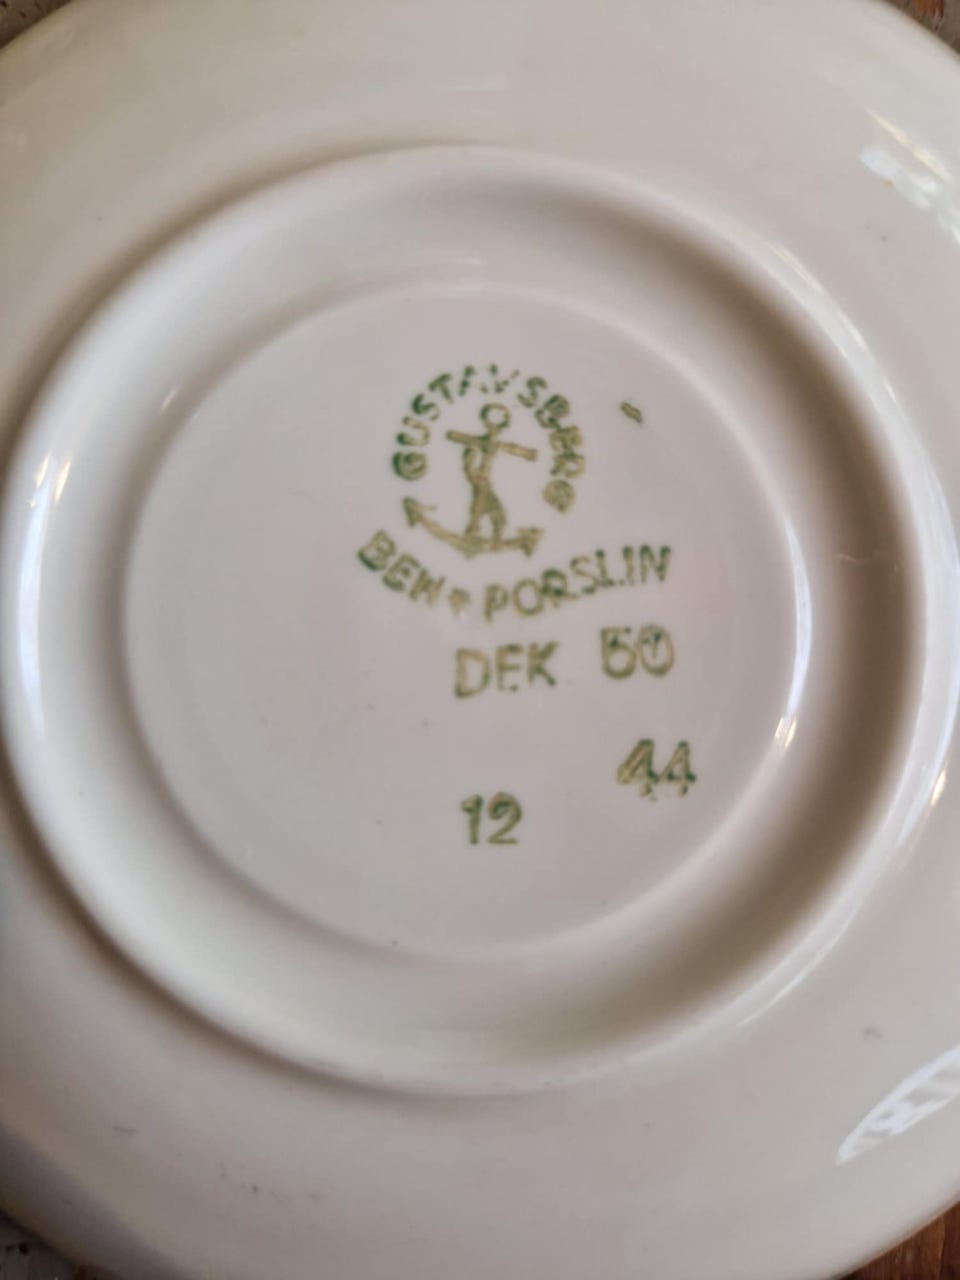 GUSTAVSBERG
BEN + PORSLIN
DEK 50
44
12